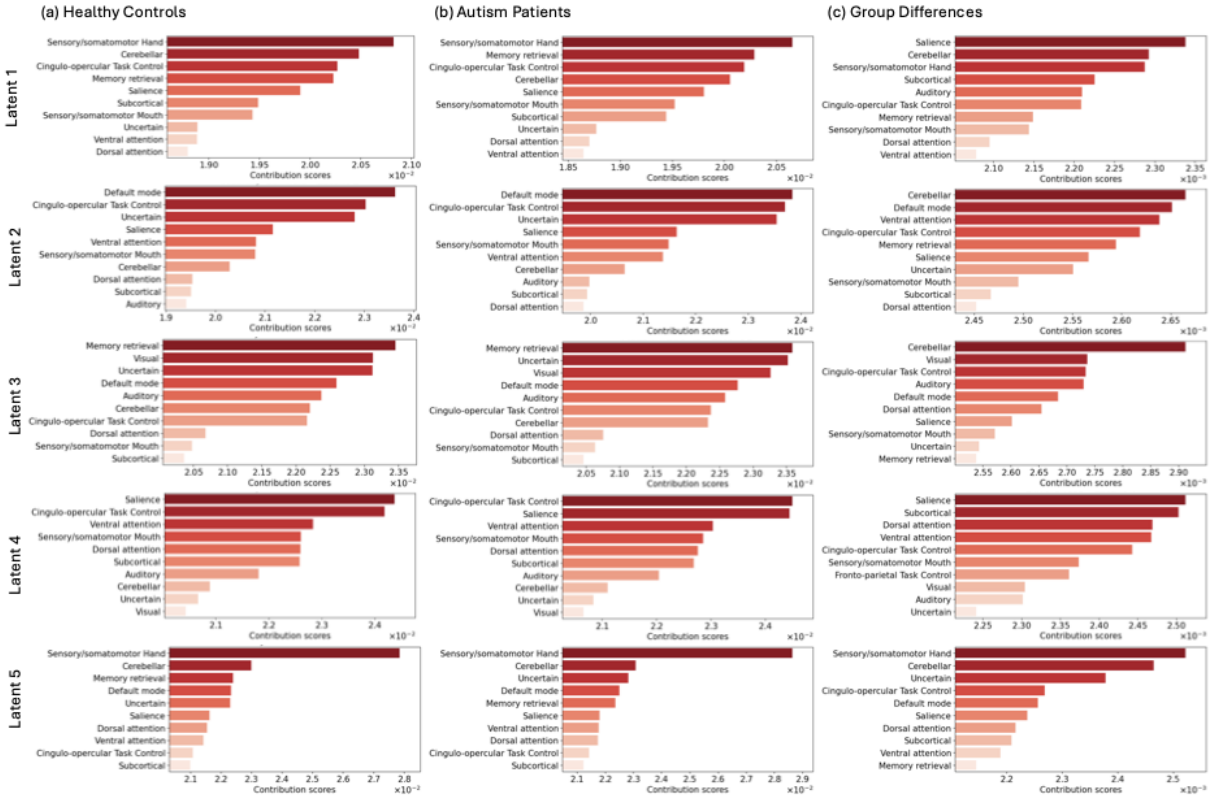 (a) Healthy Controls
(b) Autism Patients
(c) Group Differences
Latent 1
Sensory/somatomotor Hand
Cerebellar
Cingulo-opercular Task Control
Memory retrieval
Salience
Subcortical
Sensory/somatomotor Mouth
Uncertain
Ventral attention
Dorsal attention
1.90 1.95 2.00 2.05 2.10
Contribution scores
×10⁻²
Sensory/somatomotor Hand
Memory retrieval
Cingulo-opercular Task Control
Cerebellar
Salience
Sensory/somatomotor Mouth
Subcortical
Uncertain
Dorsal attention
Ventral attention
1.85 1.90 1.95 2.00 2.05
Contribution scores
×10⁻²
Salience
Cerebellar
Sensory/somatomotor Hand
Subcortical
Auditory
Cingulo-opercular Task Control
Memory retrieval
Sensory/somatomotor Mouth
Dorsal attention
Ventral attention
2.10 2.15 2.20 2.25 2.30 2.35
Contribution scores
×10⁻³
Latent 2
Default mode
Cingulo-opercular Task Control
Uncertain
Salience
Ventral attention
Sensory/somatomotor Mouth
Cerebellar
Dorsal attention
Subcortical
Auditory
1.9 2.0 2.1 2.2 2.3 2.4
Contribution scores
×10⁻²
Default mode
Cingulo-opercular Task Control
Uncertain
Salience
Sensory/somatomotor Mouth
Ventral attention
Cerebellar
Auditory
Subcortical
Dorsal attention
2.0 2.1 2.2 2.3 2.4
Contribution scores
×10⁻²
Cerebellar
Default mode
Ventral attention
Cingulo-opercular Task Control
Memory retrieval
Salience
Uncertain
Sensory/somatomotor Mouth
Subcortical
Dorsal attention
2.45 2.50 2.55 2.60 2.65
Contribution scores
×10⁻³
Latent 3
Memory retrieval
Visual
Uncertain
Default mode
Auditory
Cerebellar
Cingulo-opercular Task Control
Dorsal attention
Sensory/somatomotor Mouth
Subcortical
2.05 2.10 2.15 2.20 2.25 2.30 2.35
Contribution scores
×10⁻²
Memory retrieval
Uncertain
Visual
Default mode
Auditory
Cingulo-opercular Task Control
Cerebellar
Dorsal attention
Sensory/somatomotor Mouth
Subcortical
2.05 2.10 2.15 2.20 2.25 2.30 2.35
Contribution scores
×10⁻²
Cerebellar
Visual
Cingulo-opercular Task Control
Auditory
Default mode
Dorsal attention
Salience
Sensory/somatomotor Mouth
Uncertain
Memory retrieval
2.55 2.60 2.65 2.70 2.75 2.80 2.85 2.90
Contribution scores
×10⁻³
Latent 4
Salience
Cingulo-opercular Task Control
Ventral attention
Sensory/somatomotor Mouth
Dorsal attention
Subcortical
Auditory
Cerebellar
Uncertain
Visual
2.1 2.2 2.3 2.4
Contribution scores
×10⁻²
Cingulo-opercular Task Control
Salience
Ventral attention
Sensory/somatomotor Mouth
Dorsal attention
Subcortical
Auditory
Cerebellar
Uncertain
Visual
2.1 2.2 2.3 2.4
Contribution scores
×10⁻²
Salience
Subcortical
Dorsal attention
Ventral attention
Cingulo-opercular Task Control
Sensory/somatomotor Mouth
Fronto-parietal Task Control
Visual
Auditory
Uncertain
2.25 2.30 2.35 2.40 2.45 2.50
Contribution scores
×10⁻³
Latent 5
Sensory/somatomotor Hand
Cerebellar
Memory retrieval
Default mode
Uncertain
Salience
Dorsal attention
Ventral attention
Cingulo-opercular Task Control
Subcortical
2.1 2.2 2.3 2.4 2.5 2.6 2.7 2.8
Contribution scores
×10⁻²
Sensory/somatomotor Hand
Cerebellar
Uncertain
Default mode
Memory retrieval
Salience
Ventral attention
Dorsal attention
Cingulo-opercular Task Control
Subcortical
2.1 2.2 2.3 2.4 2.5 2.6 2.7 2.8 2.9
Contribution scores
×10⁻²
Sensory/somatomotor Hand
Cerebellar
Uncertain
Cingulo-opercular Task Control
Default mode
Salience
Dorsal attention
Subcortical
Ventral attention
Memory retrieval
2.2 2.3 2.4 2.5
Contribution scores
×10⁻³